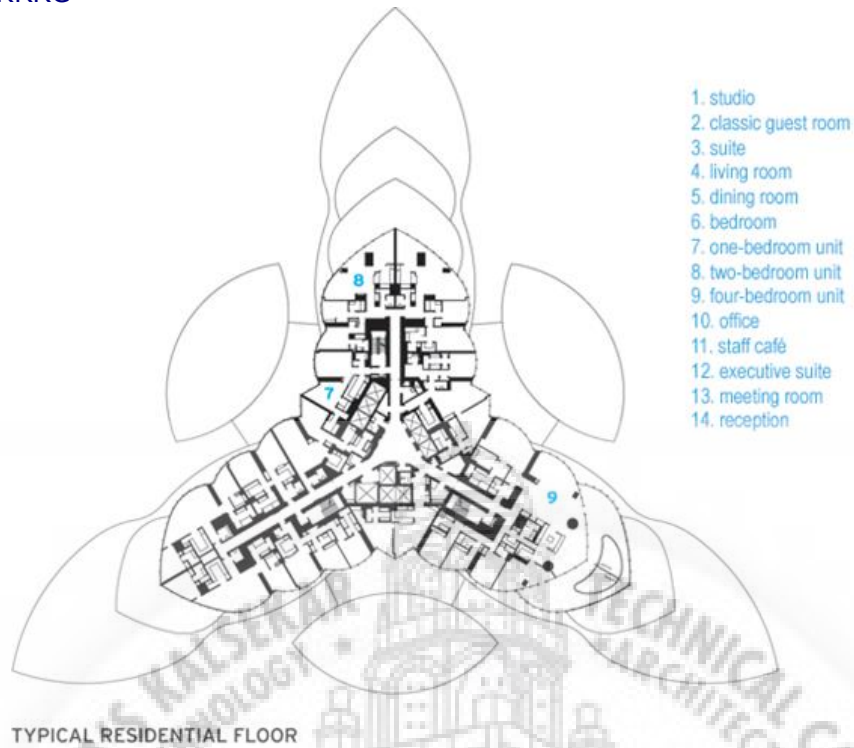 1. studio
2. classic guest room
3. suite
4. living room
5. dining room
6. bedroom
7. one-bedroom unit
8. two-bedroom unit
9. four-bedroom unit
10. office
11. staff café
12. executive suite
13. meeting room
14. reception
8
7
9
KALSEKAR
TECHNICAL
TYPICAL RESIDENTIAL FLOOR